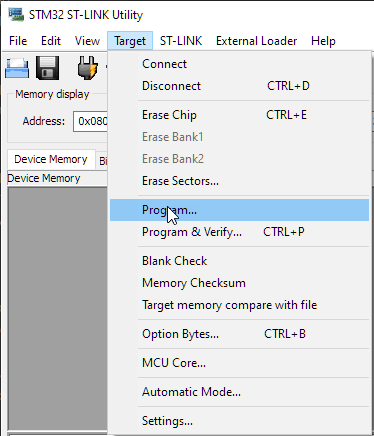 STM32 ST-LINK Utility
File Edit View Target ST-LINK External Loader Help
Memory display
Address: 0x080
Device Memory Bi
Device Memory
Connect
Disconnect CTRL+D
Erase Chip CTRL+E
Erase Bank1
Erase Bank2
Erase Sectors...
Program...
Program & Verify... CTRL+P
Blank Check
Memory Checksum
Target memory compare with file
Option Bytes... CTRL+B
MCU Core...
Automatic Mode...
Settings...